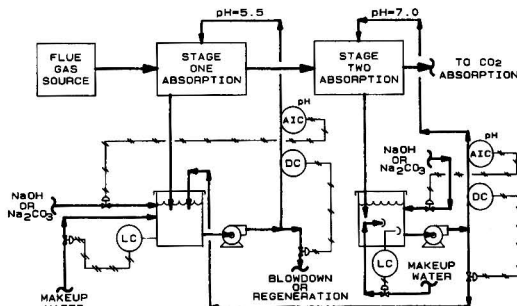 pH=5.5
pH=7.0
FLUE
GAS
SOURCE
STAGE
ONE
ABSORPTION
STAGE
TWO
ABSORPTION
TO CO2
ABSORPTION
pH
AIC
DC
pH
AIC
DC
NaOH
OR
Na2CO3
NaOH
OR
Na2CO3
LC
LC
MAKEUP
WATER
BLOWDOWN
OR
REGENERATION
MAKEUP
WATER